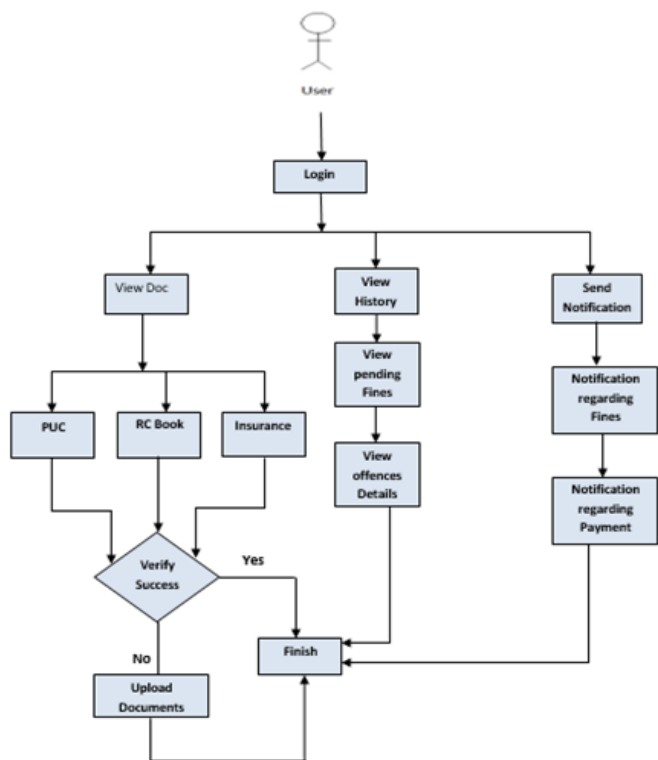 User
Login
View Doc
View
History
Send
Notification
View
pending
Fines
Notification
regarding
Fines
PUC
RC Book
Insurance
View
offences
Details
Notification
regarding
Payment
Verify
Success
Yes
No
Finish
Upload
Documents